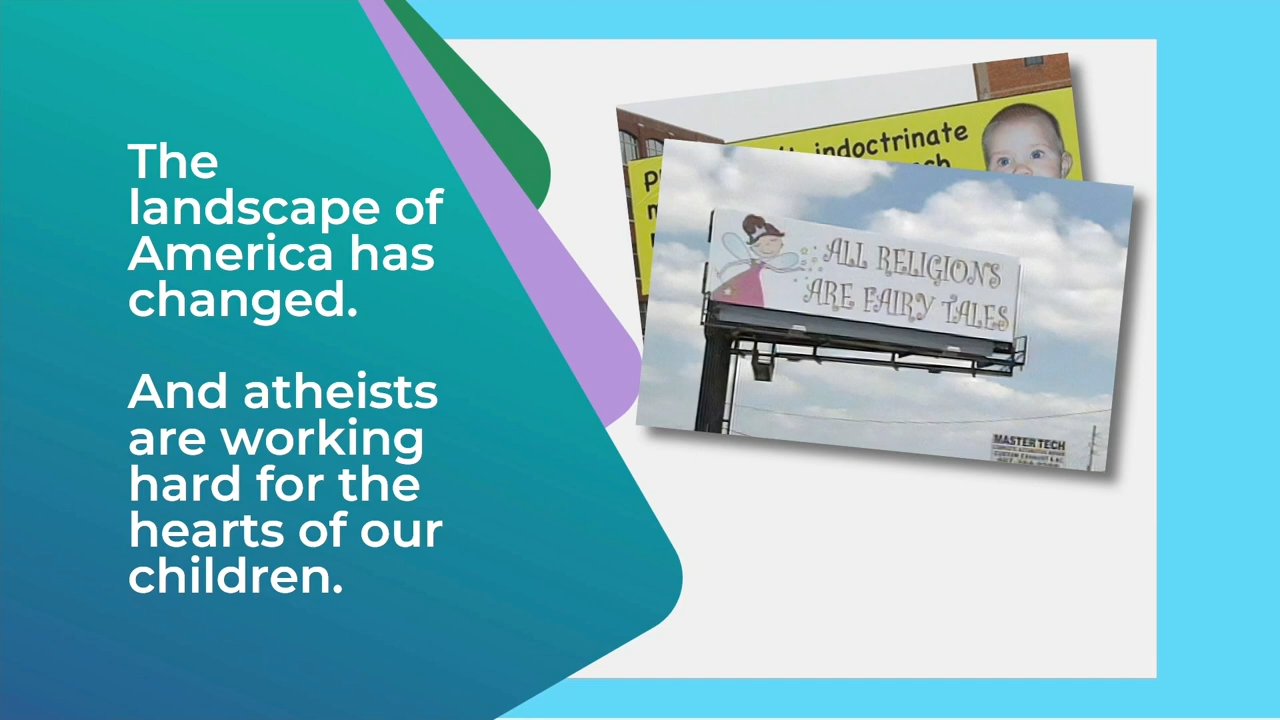 The
landscape of
America has
changed.
And atheists
are working
hard for the
hearts of our
children.
indoctrinate
ALL RELIGIONS
ARE FAIRY TALES
MASTER TECH